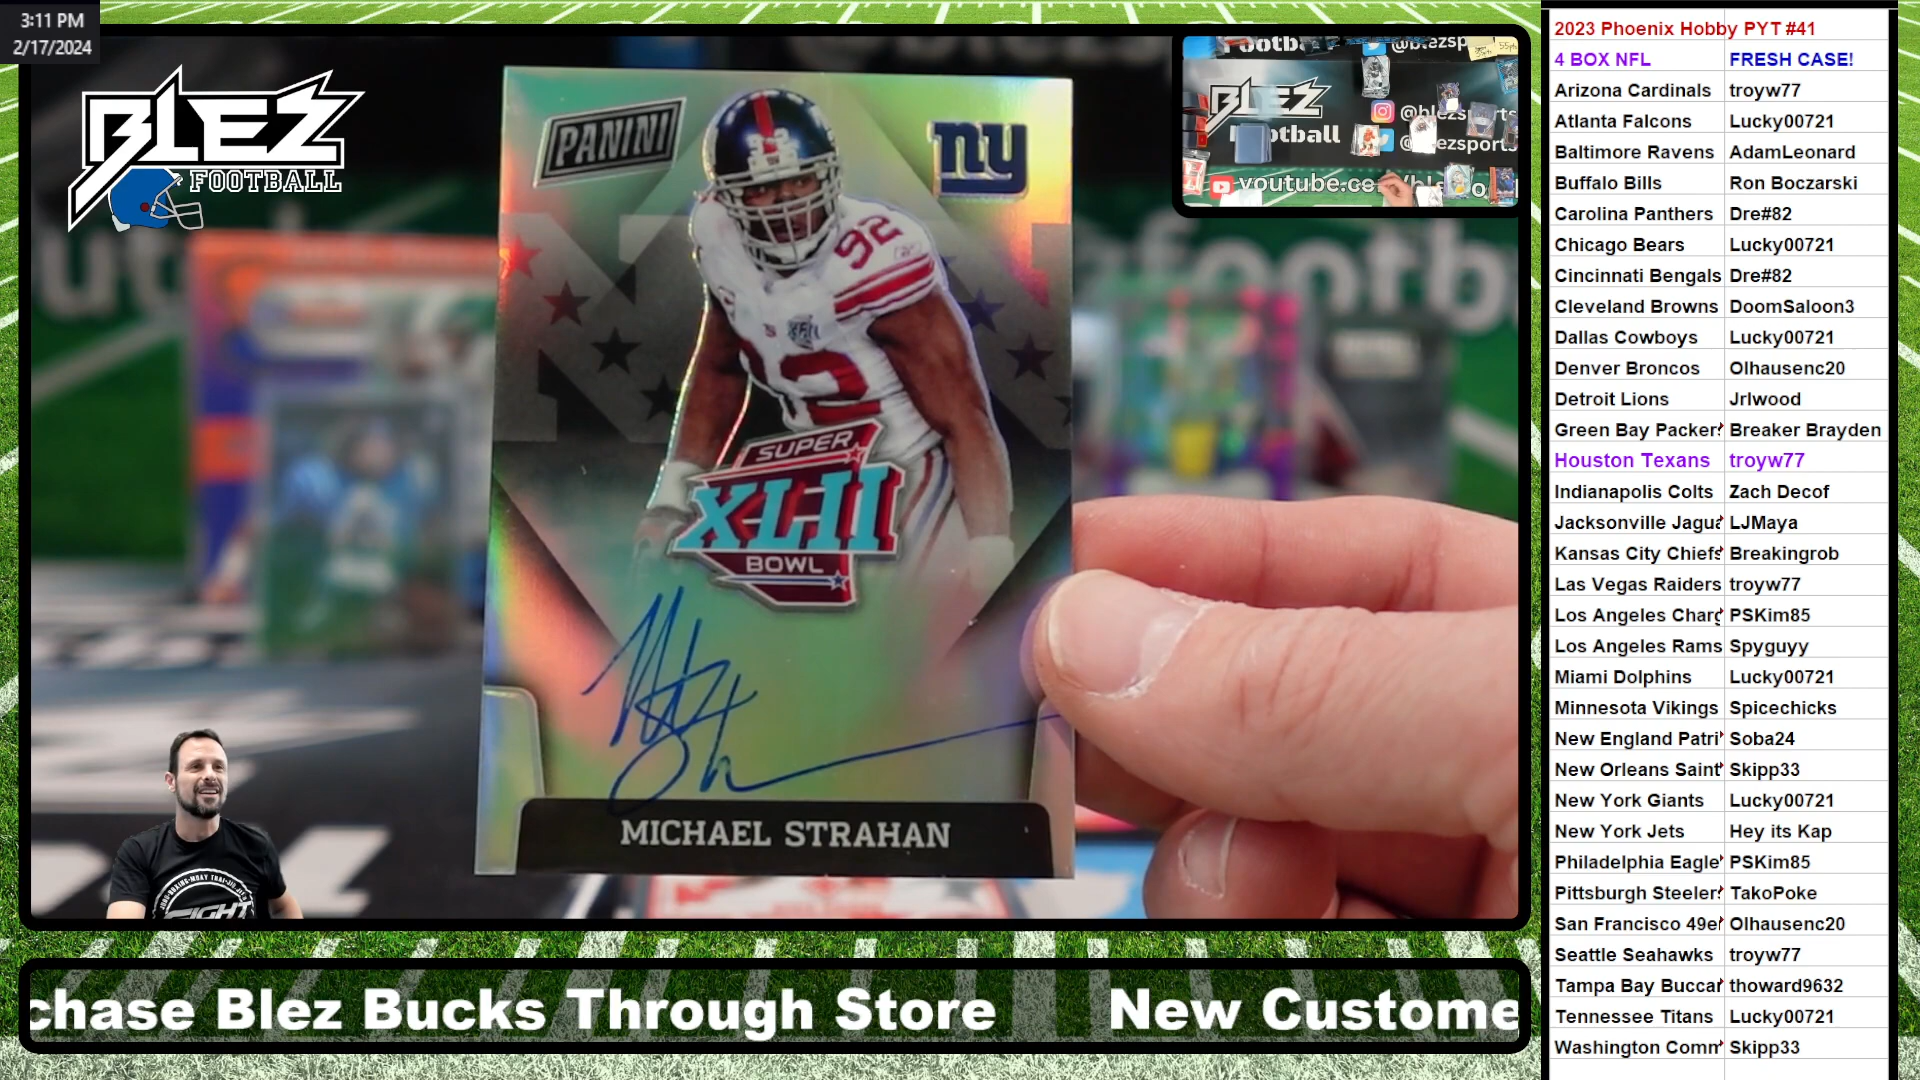 3:11 PM
2/17/2024
BLEZ
FOOTBALL
PANINI
ny
92
92
SUPER
XLII
BOWL
MICHAEL STRAHAN
FIGHT
BLEZ
Football
@blezsports
youtube.co
chase Blez Bucks Through Store New Custome
2023 Phoenix Hobby PYT #41
4 BOX NFL FRESH CASE!
Arizona Cardinals troyw77
Atlanta Falcons Lucky00721
Baltimore Ravens AdamLeonard
Buffalo Bills Ron Boczarski
Carolina Panthers Dre#82
Chicago Bears Lucky00721
Cincinnati Bengals Dre#82
Cleveland Browns DoomSaloon3
Dallas Cowboys Lucky00721
Denver Broncos Olhausenc20
Detroit Lions Jrlwood
Green Bay Packer Breaker Brayden
Houston Texans troyw77
Indianapolis Colts Zach Decof
Jacksonville Jagua LJMaya
Kansas City Chiefs Breakingrob
Las Vegas Raiders troyw77
Los Angeles Charg PSKim85
Los Angeles Rams Spyguyy
Miami Dolphins Lucky00721
Minnesota Vikings Spicechicks
New England Patri Soba24
New Orleans Saint Skipp33
New York Giants Lucky00721
New York Jets Hey its Kap
Philadelphia Eagle PSKim85
Pittsburgh Steeler TakoPoke
San Francisco 49er Olhausenc20
Seattle Seahawks troyw77
Tampa Bay Buccar thoward9632
Tennessee Titans Lucky00721
Washington Comm Skipp33